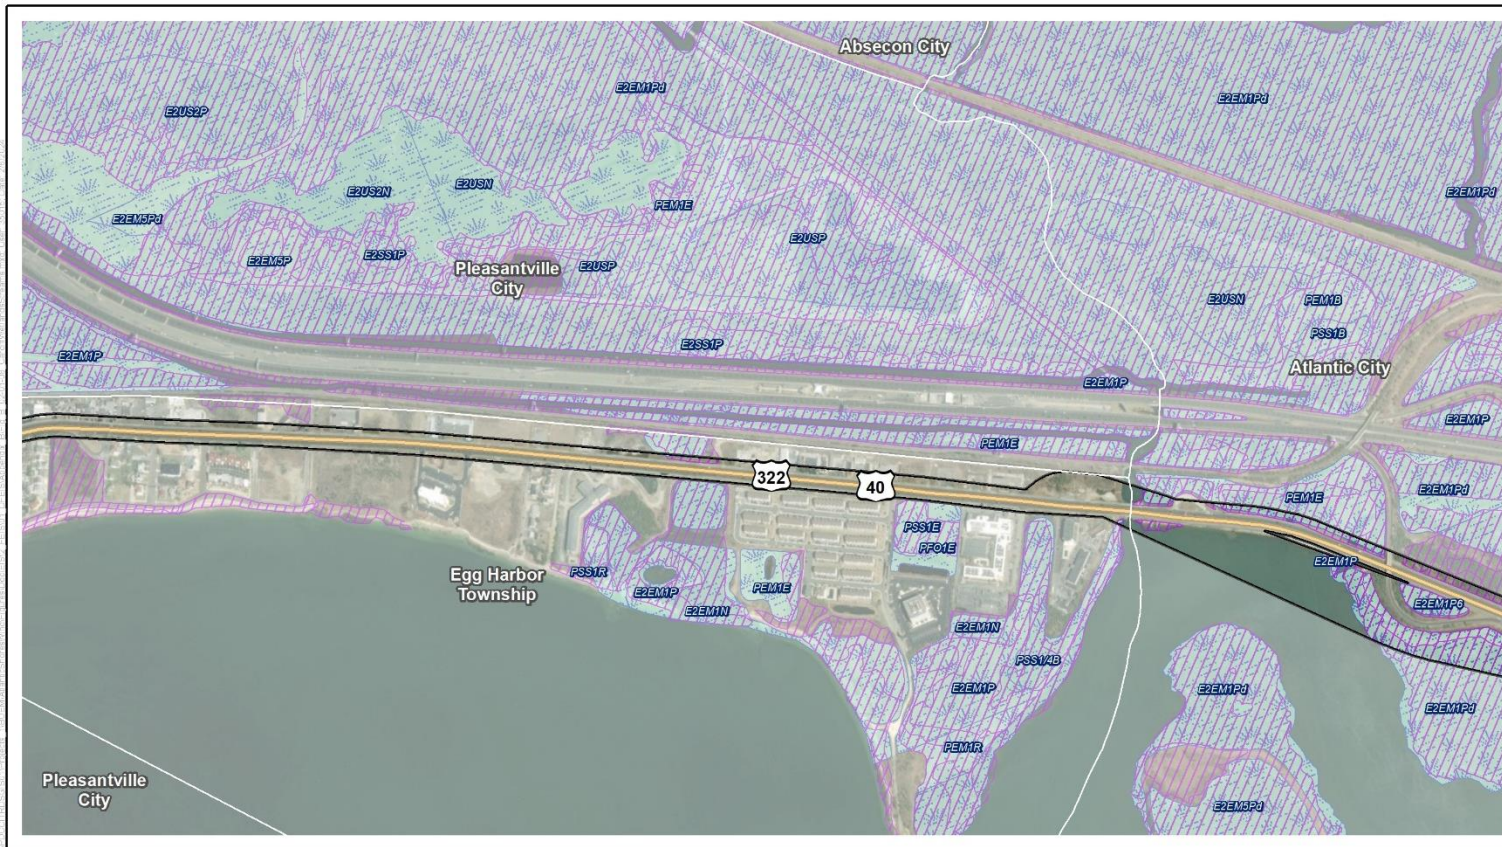 Absecon City
E2EM1Pd
E2EM1Pd
E2US2P
E2US2N
E2USN
E2EM1Pd
PEM1E
E2EM5Pd
E2USP
E2SS1P
E2EM5P
Pleasantville
City
E2USP
E2USN
PEM1B
PSS1B
E2SS1P
E2EM1P
Atlantic City
E2EM1P
E2EM1P
PEM1E
322
40
E2EM1Pd
PEM1E
PSS1E
PFO1E
E2EM1P
PSS1R
Egg Harbor
Township
E2EM1P
PEM1E
E2EM1P6
E2EM1N
E2EM1N
PSS1/4B
E2EM1P
E2EM1Pd
E2EM1Pd
PEM1R
Pleasantville
City
E2EM5Pd